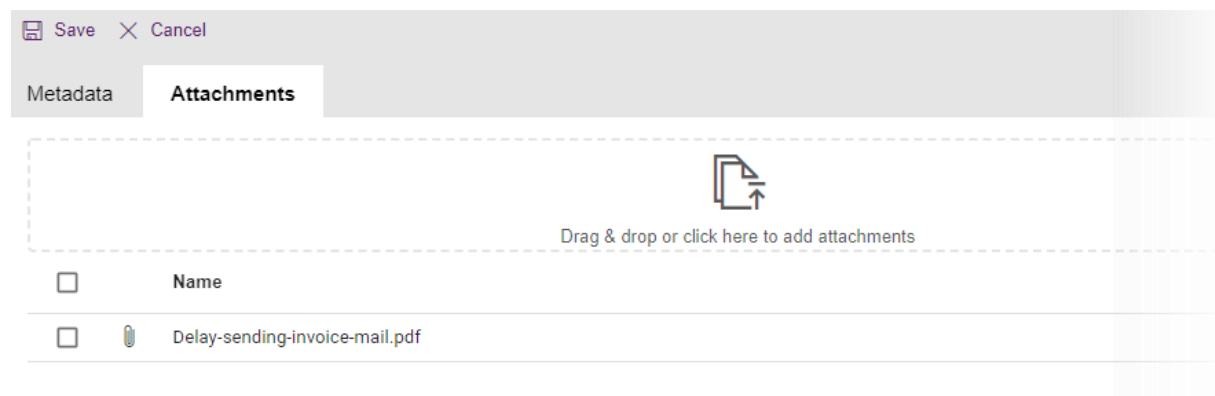 Save Cancel
Metadata Attachments
Drag & drop or click here to add attachments
Name
Delay-sending-invoice-mail.pdf